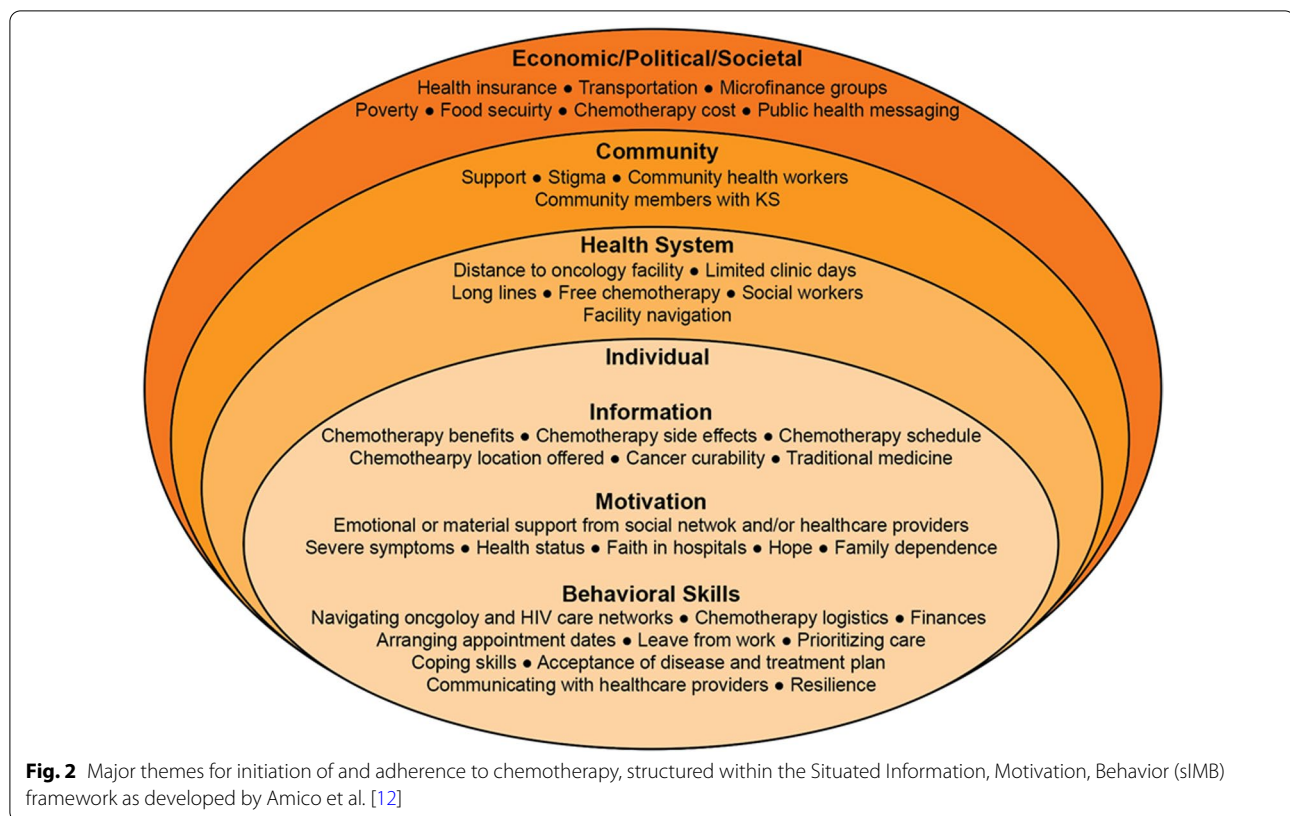 Economic/Political/Societal
Health insurance ● Transportation ● Microfinance groups
Poverty ● Food secuirty ● Chemotherapy cost ● Public health messaging
Community
Support ● Stigma ● Community health workers
Community members with KS
Health System
Distance to oncology facility ● Limited clinic days
Long lines ● Free chemotherapy ● Social workers
Facility navigation
Individual
Information
Chemotherapy benefits ● Chemotherapy side effects ● Chemotherapy schedule
Chemothearpy location offered ● Cancer curability ● Traditional medicine
Motivation
Emotional or material support from social netwok and/or healthcare providers
Severe symptoms ● Health status ● Faith in hospitals ● Hope ● Family dependence
Behavioral Skills
Navigating oncgoloy and HIV care networks ● Chemotherapy logistics ● Finances
Arranging appointment dates ● Leave from work ● Prioritizing care
Coping skills ● Acceptance of disease and treatment plan
Communicating with healthcare providers ● Resilience
Fig. 2 Major themes for initiation of and adherence to chemotherapy, structured within the Situated Information, Motivation, Behavior (sIMB)
framework as developed by Amico et al. [12]